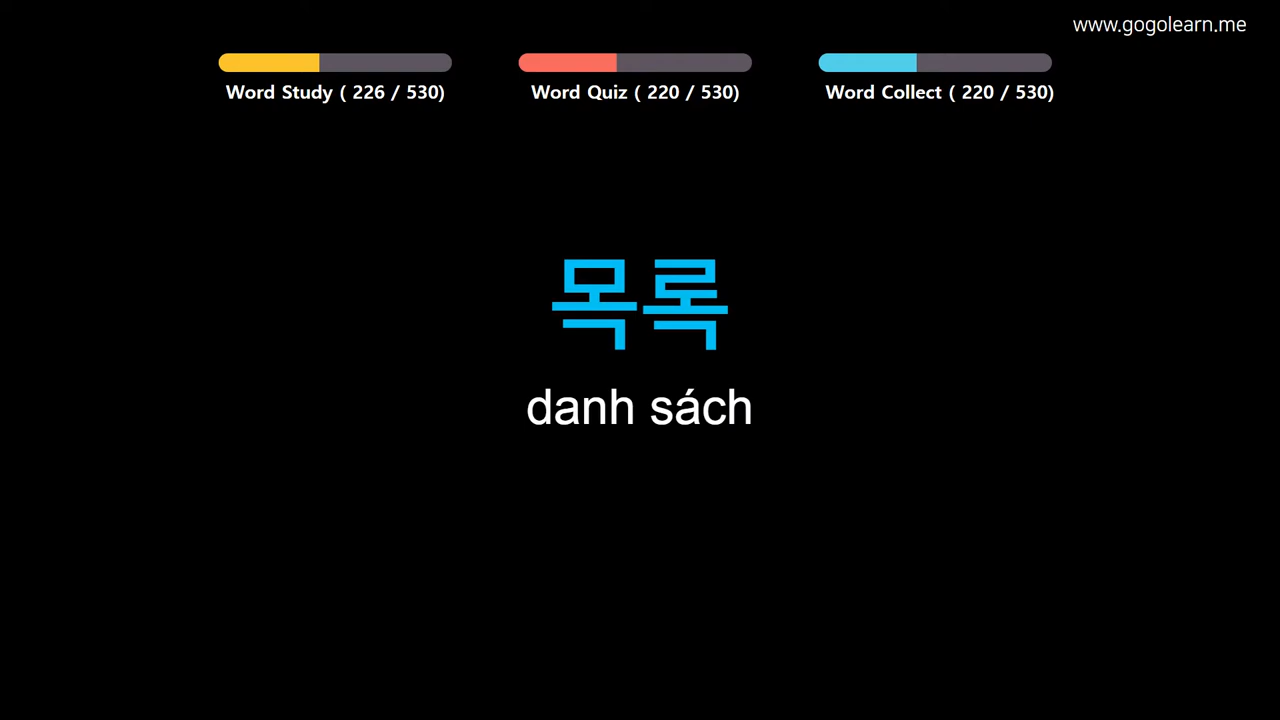 www.gogolearn.me
Word Study ( 226 / 530)
Word Quiz ( 220 / 530)
Word Collect ( 220 / 530)
목록
danh sách